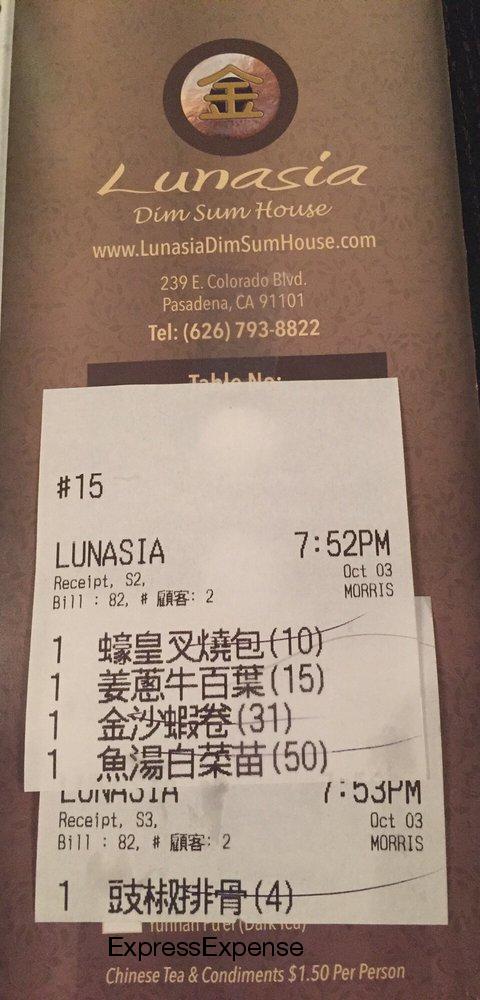 金
Lunasia
Dim Sum House
www.LunasiaDimSumHouse.com
239 E. Colorado Blvd.
Pasadena, CA 91101
Tel: (626) 793-8822
Table No:
#15
LUNASIA 7:52PM
Receipt, S2, Oct 03
Bill : 82, # 顧客: 2 MORRIS
1 蠔皇叉燒包(10)
1 姜蔥牛百葉(15)
1 金沙蝦卷(31)
1 魚湯白菜苗(50)
LUNASIA 7:53PM
Receipt, S3, Oct 03
Bill : 82, # 顧客: 2 MORRIS
1 豉排骨(4)
Yunnan Pu'er (Dark Tea)
ExpressExpense
Chinese Tea & Condiments $1.50 Per Person